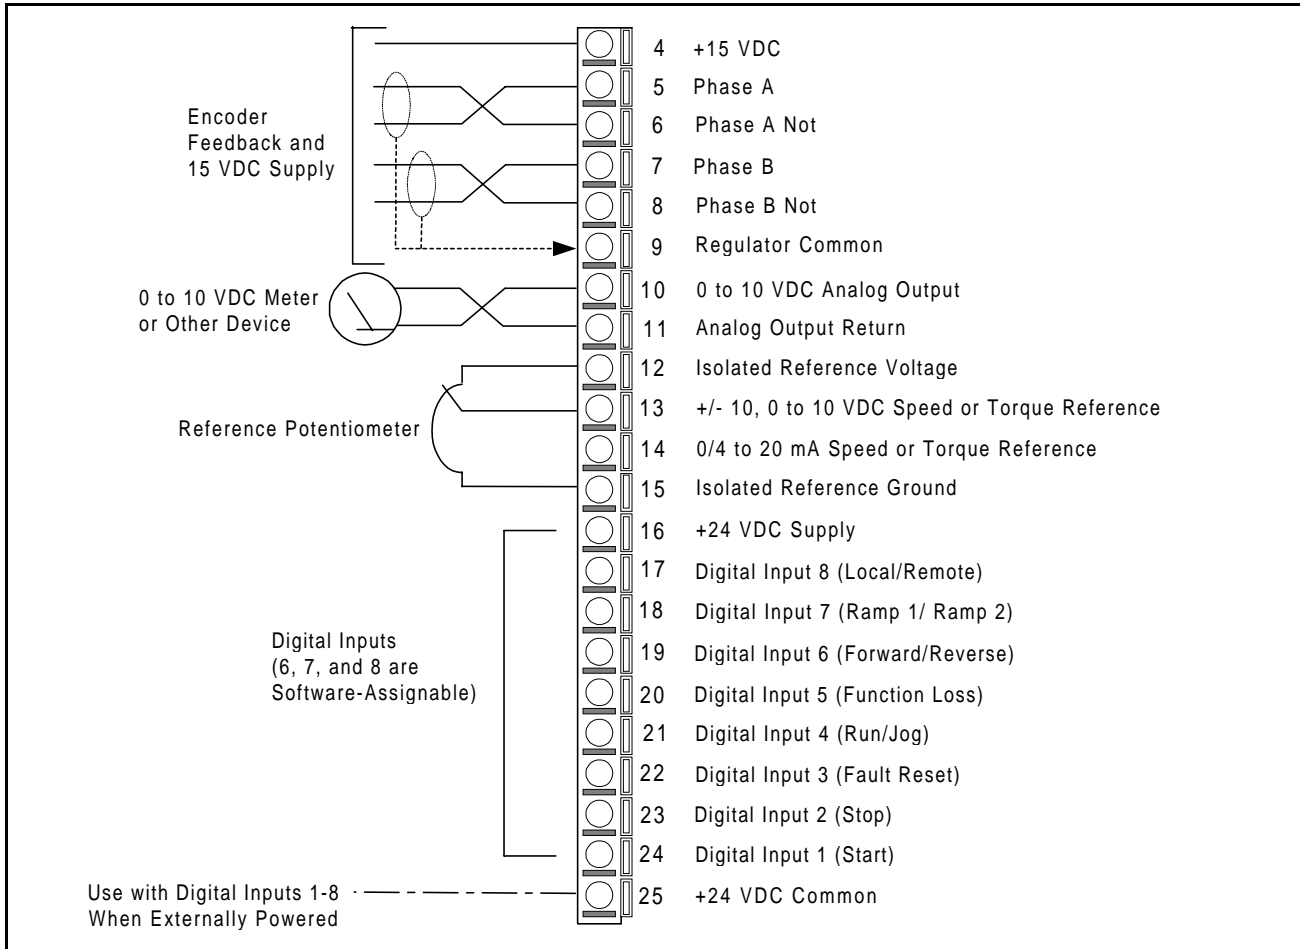 4 +15 VDC
5 Phase A
Encoder
Feedback and
15 VDC Supply
6 Phase A Not
7 Phase B
8 Phase B Not
9 Regulator Common
0 to 10 VDC Meter
or Other Device
10 0 to 10 VDC Analog Output
11 Analog Output Return
12 Isolated Reference Voltage
13 +/- 10, 0 to 10 VDC Speed or Torque Reference
Reference Potentiometer
14 0/4 to 20 mA Speed or Torque Reference
15 Isolated Reference Ground
16 +24 VDC Supply
17 Digital Input 8 (Local/Remote)
18 Digital Input 7 (Ramp 1/ Ramp 2)
Digital Inputs
(6, 7, and 8 are
Software-Assignable)
19 Digital Input 6 (Forward/Reverse)
20 Digital Input 5 (Function Loss)
21 Digital Input 4 (Run/Jog)
22 Digital Input 3 (Fault Reset)
23 Digital Input 2 (Stop)
24 Digital Input 1 (Start)
Use with Digital Inputs 1-8
When Externally Powered
25 +24 VDC Common